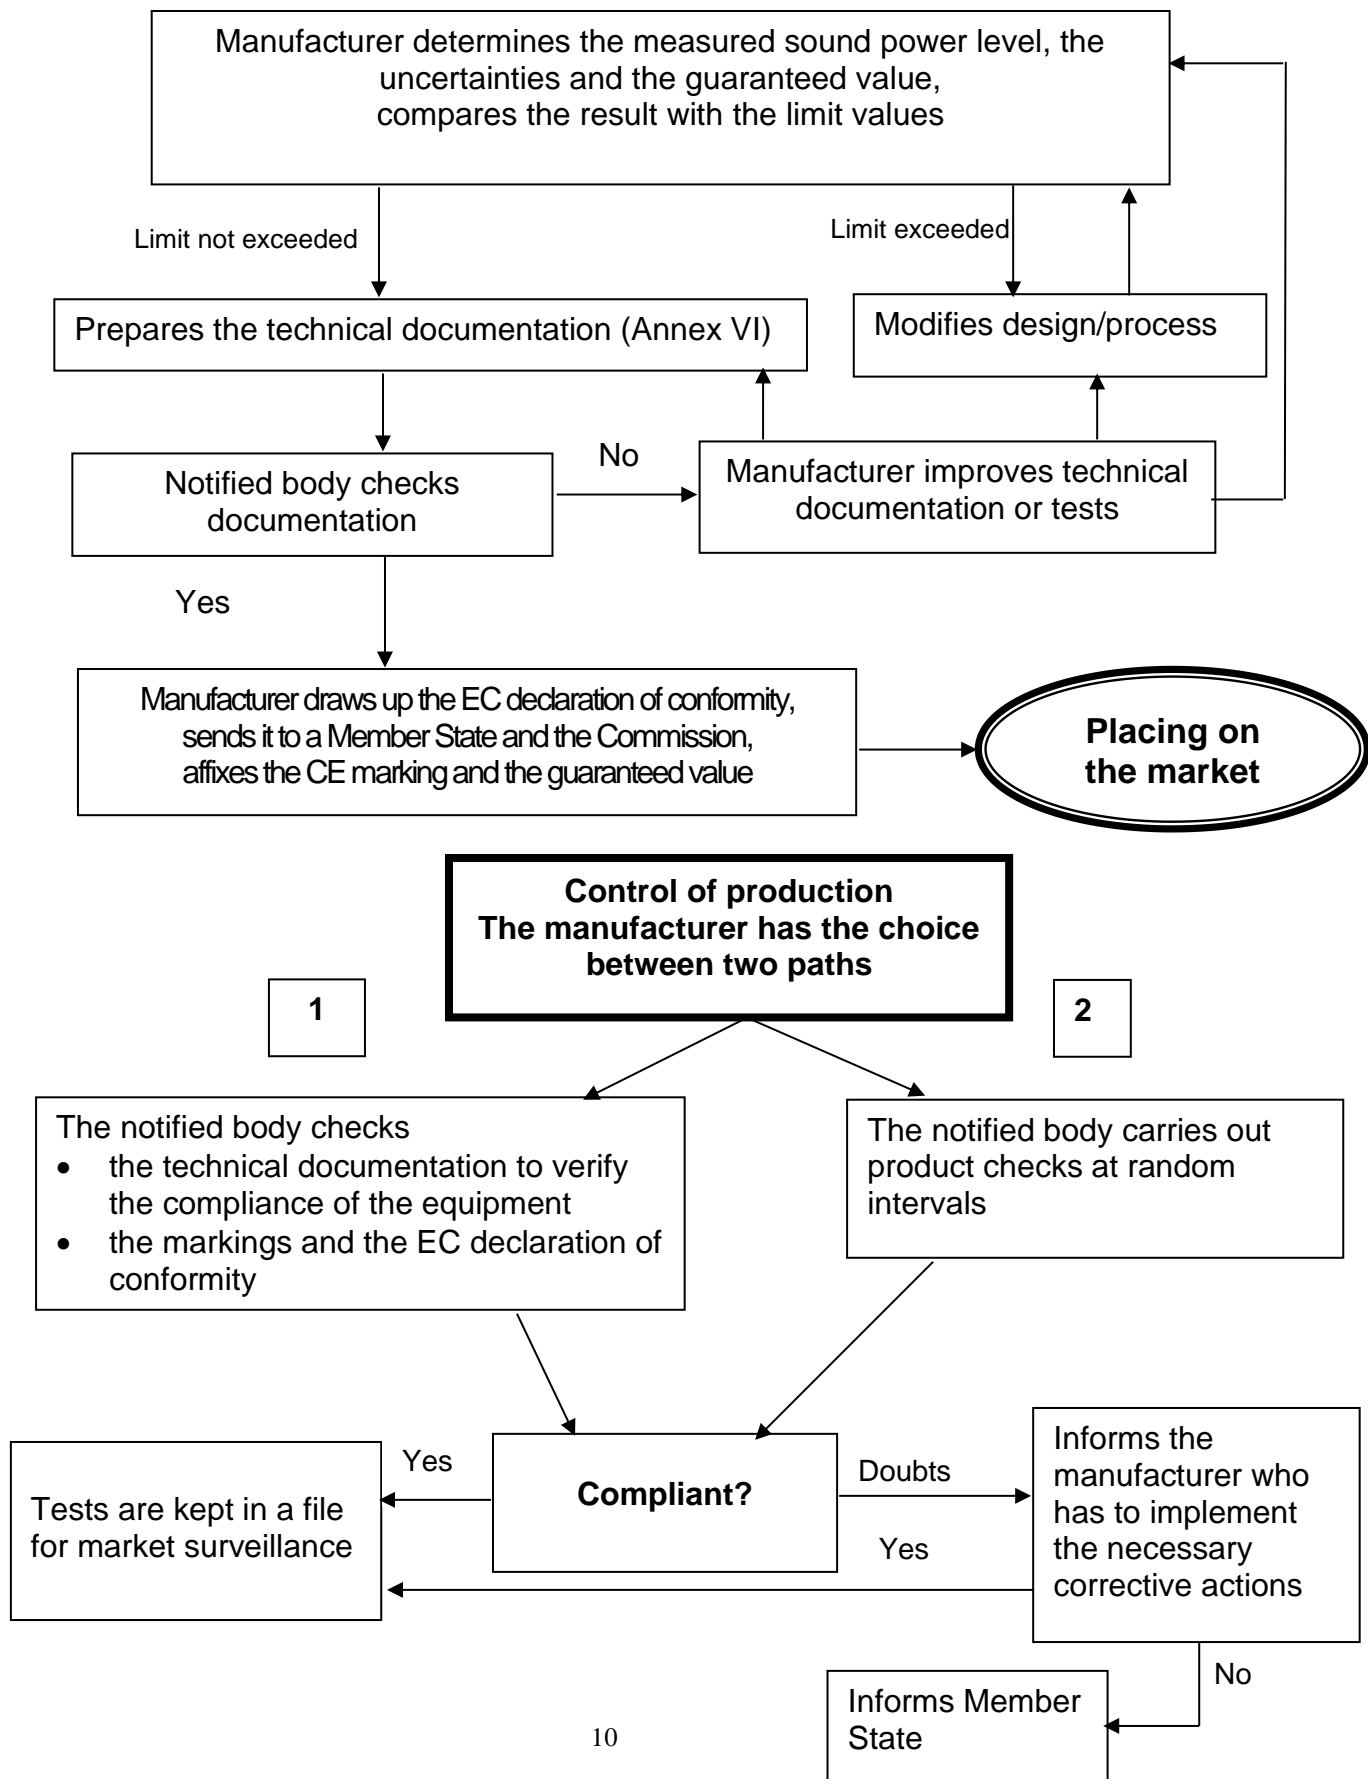 Manufacturer determines the measured sound power level, the
uncertainties and the guaranteed value,
compares the result with the limit values
Limit not exceeded
Limit exceeded
Prepares the technical documentation (Annex VI)
Modifies design/process
Notified body checks
documentation
No
Manufacturer improves technical
documentation or tests
Yes
Manufacturer draws up the EC declaration of conformity,
sends it to a Member State and the Commission,
affixes the CE marking and the guaranteed value
Placing on
the market
Control of production
The manufacturer has the choice
between two paths
1
2
The notified body checks
• the technical documentation to verify
the compliance of the equipment
• the markings and the EC declaration of
conformity
The notified body carries out
product checks at random
intervals
Tests are kept in a file
for market surveillance
Yes
Compliant?
Doubts
Yes
Informs the
manufacturer who
has to implement
the necessary
corrective actions
No
Informs Member
State
10